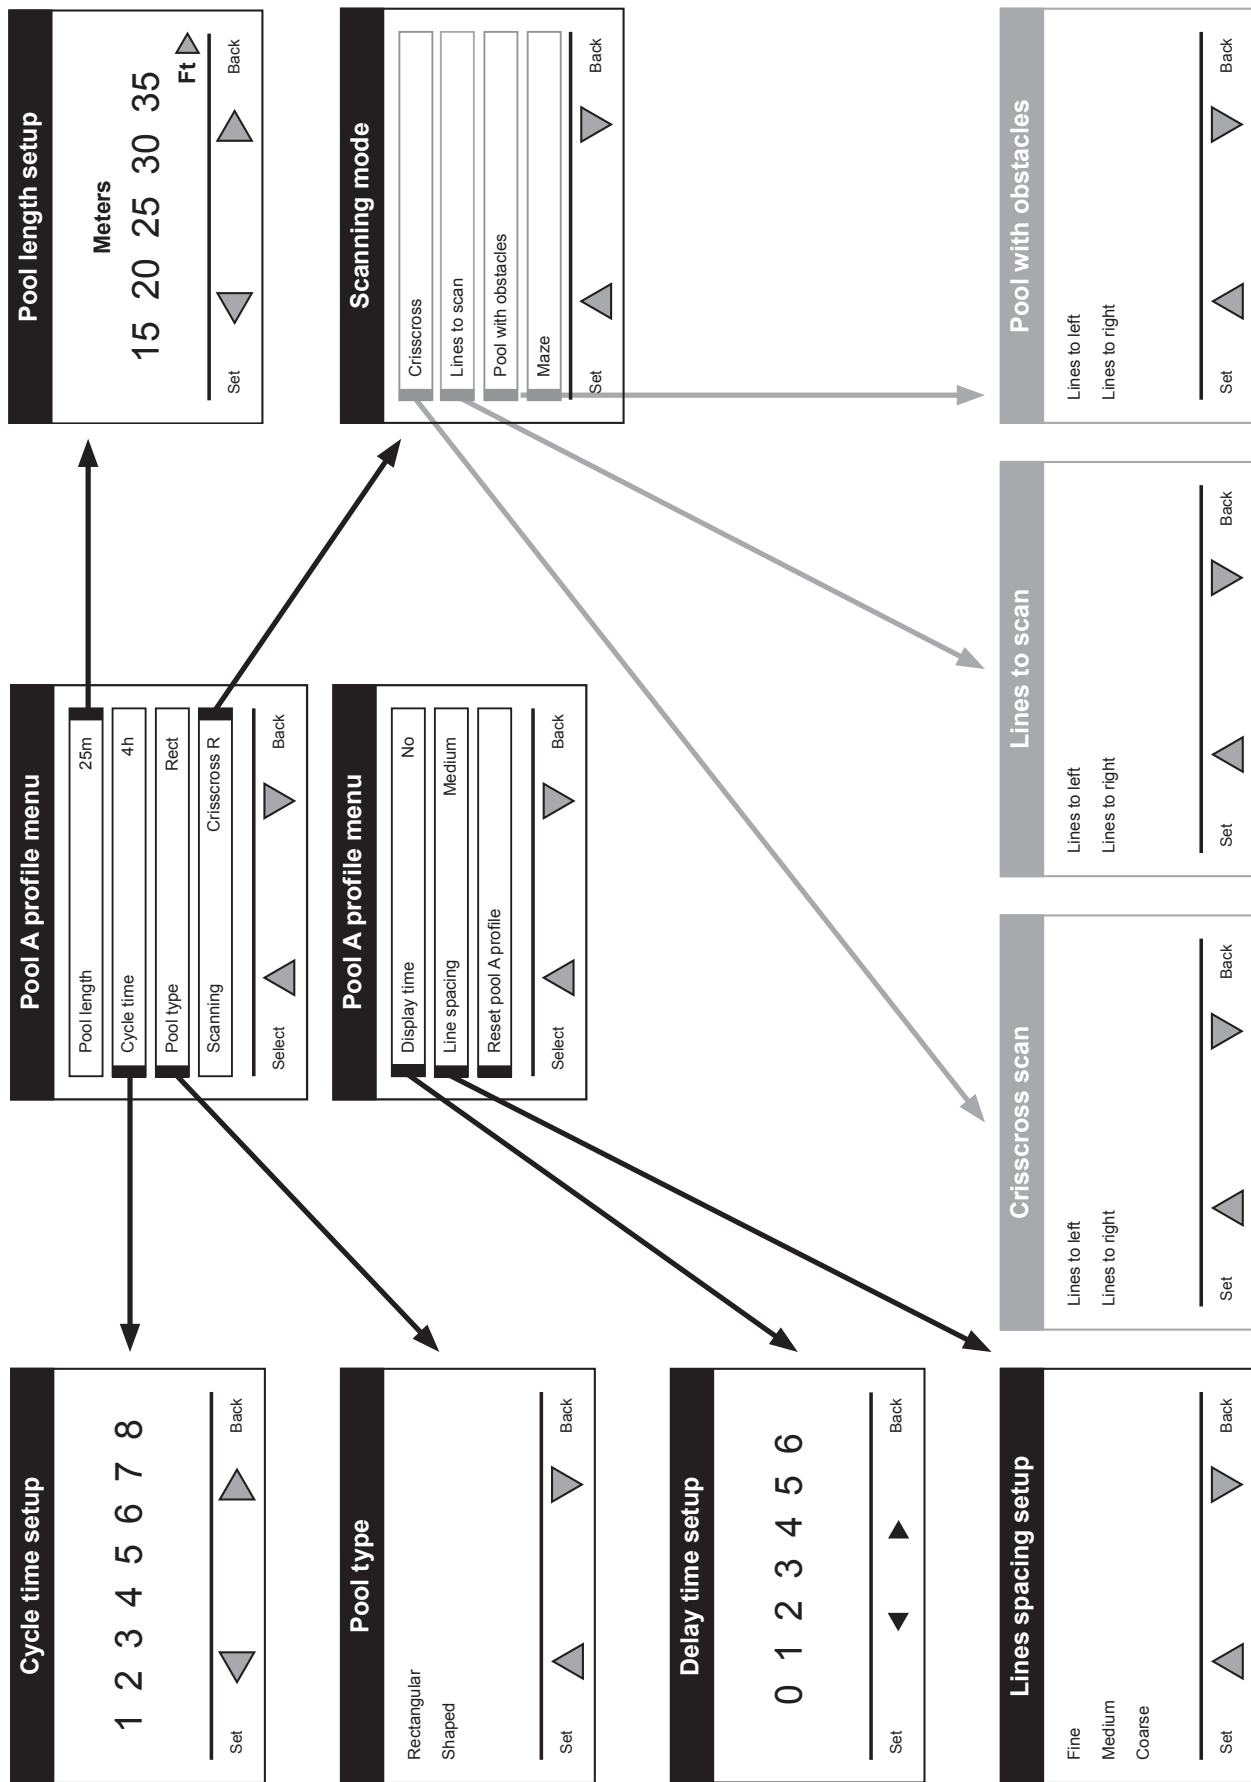 Cycle time setup
1 2 3 4 5 6 7 8
Set Back
Pool A profile menu
Pool length 25m
Cycle time 4h
Pool type Rect
Scanning Crisscross R
Select Back
Pool length setup
Meters
15 20 25 30 35
Ft
Set Back
Pool type
Rectangular
Shaped
Set Back
Pool A profile menu
Display time No
Line spacing Medium
Reset pool A profile
Select Back
Scanning mode
Crisscross
Lines to scan
Pool with obstacles
Maze
Set Back
Delay time setup
0 1 2 3 4 5 6
Set Back
Lines spacing setup
Fine
Medium
Coarse
Set Back
Crisscross scan
Lines to left
Lines to right
Set Back
Lines to scan
Lines to left
Lines to right
Set Back
Pool with obstacles
Lines to left
Lines to right
Set Back